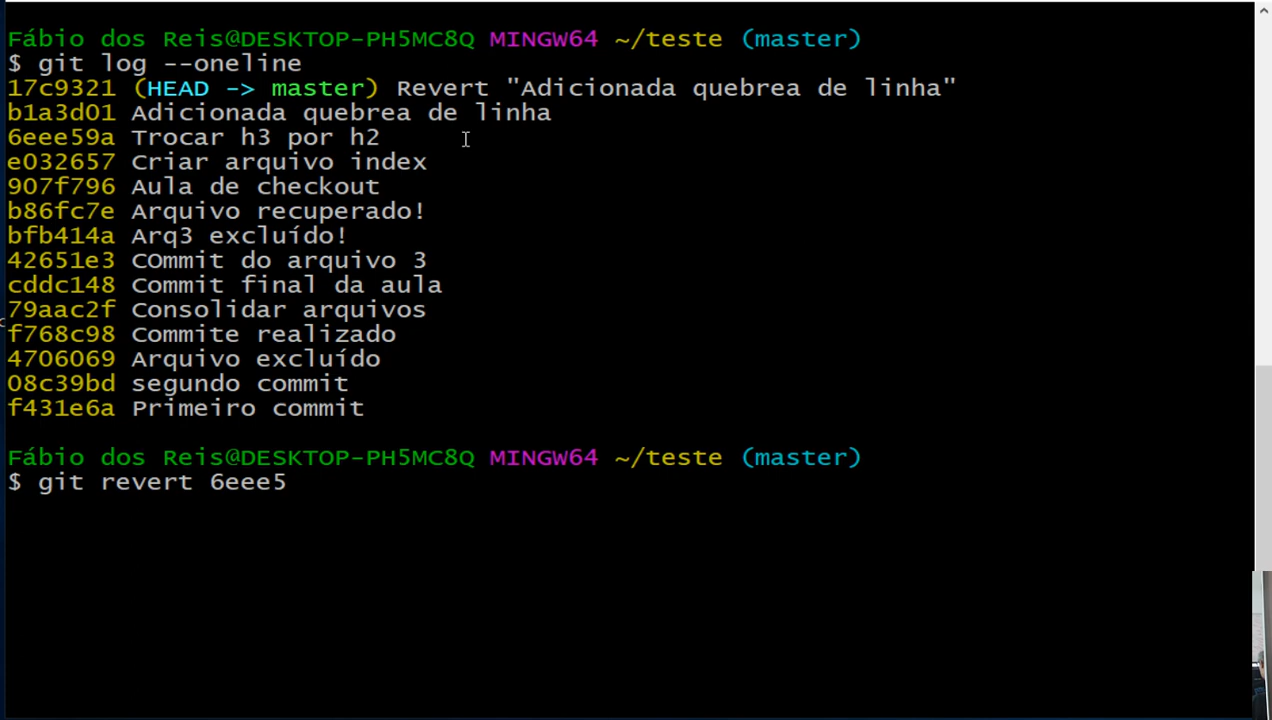 Fábio dos Reis@DESKTOP-PH5MC8Q MINGW64 ~/teste (master)
$ git log --oneline
17c9321 (HEAD -> master) Revert "Adicionada quebrea de linha"
b1a3d01 Adicionada quebrea de linha
6eee59a Trocar h3 por h2
e032657 Criar arquivo index
907f796 Aula de checkout
b86fc7e Arquivo recuperado!
bfb414a Arq3 excluído!
42651e3 COmmit do arquivo 3
cddc148 Commit final da aula
79aac2f Consolidar arquivos
f768c98 Commite realizado
4706069 Arquivo excluído
08c39bd segundo commit
f431e6a Primeiro commit
Fábio dos Reis@DESKTOP-PH5MC8Q MINGW64 ~/teste (master)
$ git revert 6eee5